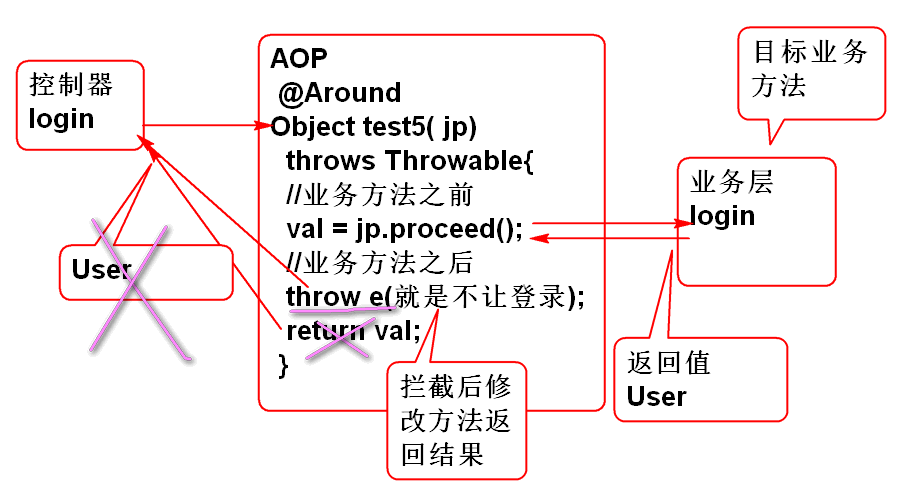 控制器
login
AOP
@Around
Object test5( jp)
throws Throwable{
//业务方法之前
val = jp.proceed();
//业务方法之后
throw e(就是不让登录);
return val;
}
目标业务
方法
业务层
login
User
拦截后修
改方法返
回结果
返回值
User